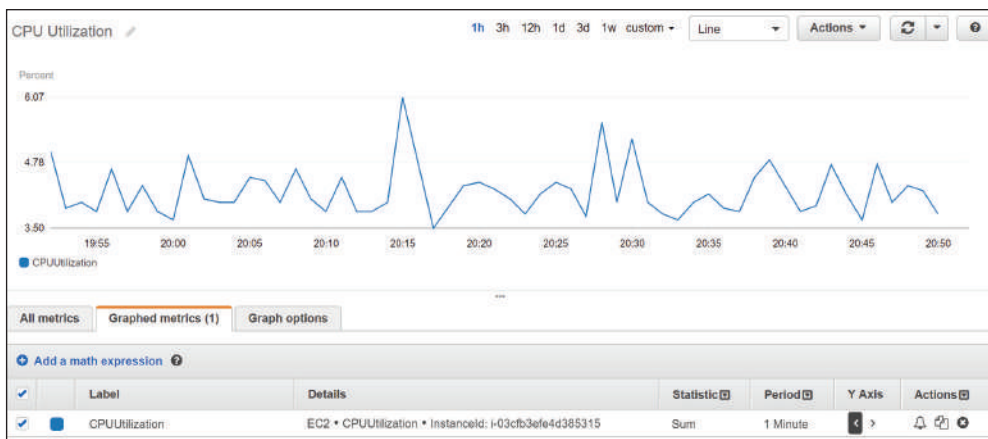 CPU Utilization
1h 3h 12h 1d 3d 1w custom Line Actions
Percent
6.07
4.78
3.50
19:55 20:00 20:05 20:10 20:15 20:20 20:25 20:30 20:35 20:40 20:45 20:50
CPUUtilization
All metrics Graphed metrics (1) Graph options
Add a math expression
Label Details Statistic Period Y Axis Actions
CPUUtilization EC2 • CPUUtilization • InstanceId: i-03cfb3efe4d385315 Sum 1 Minute < >